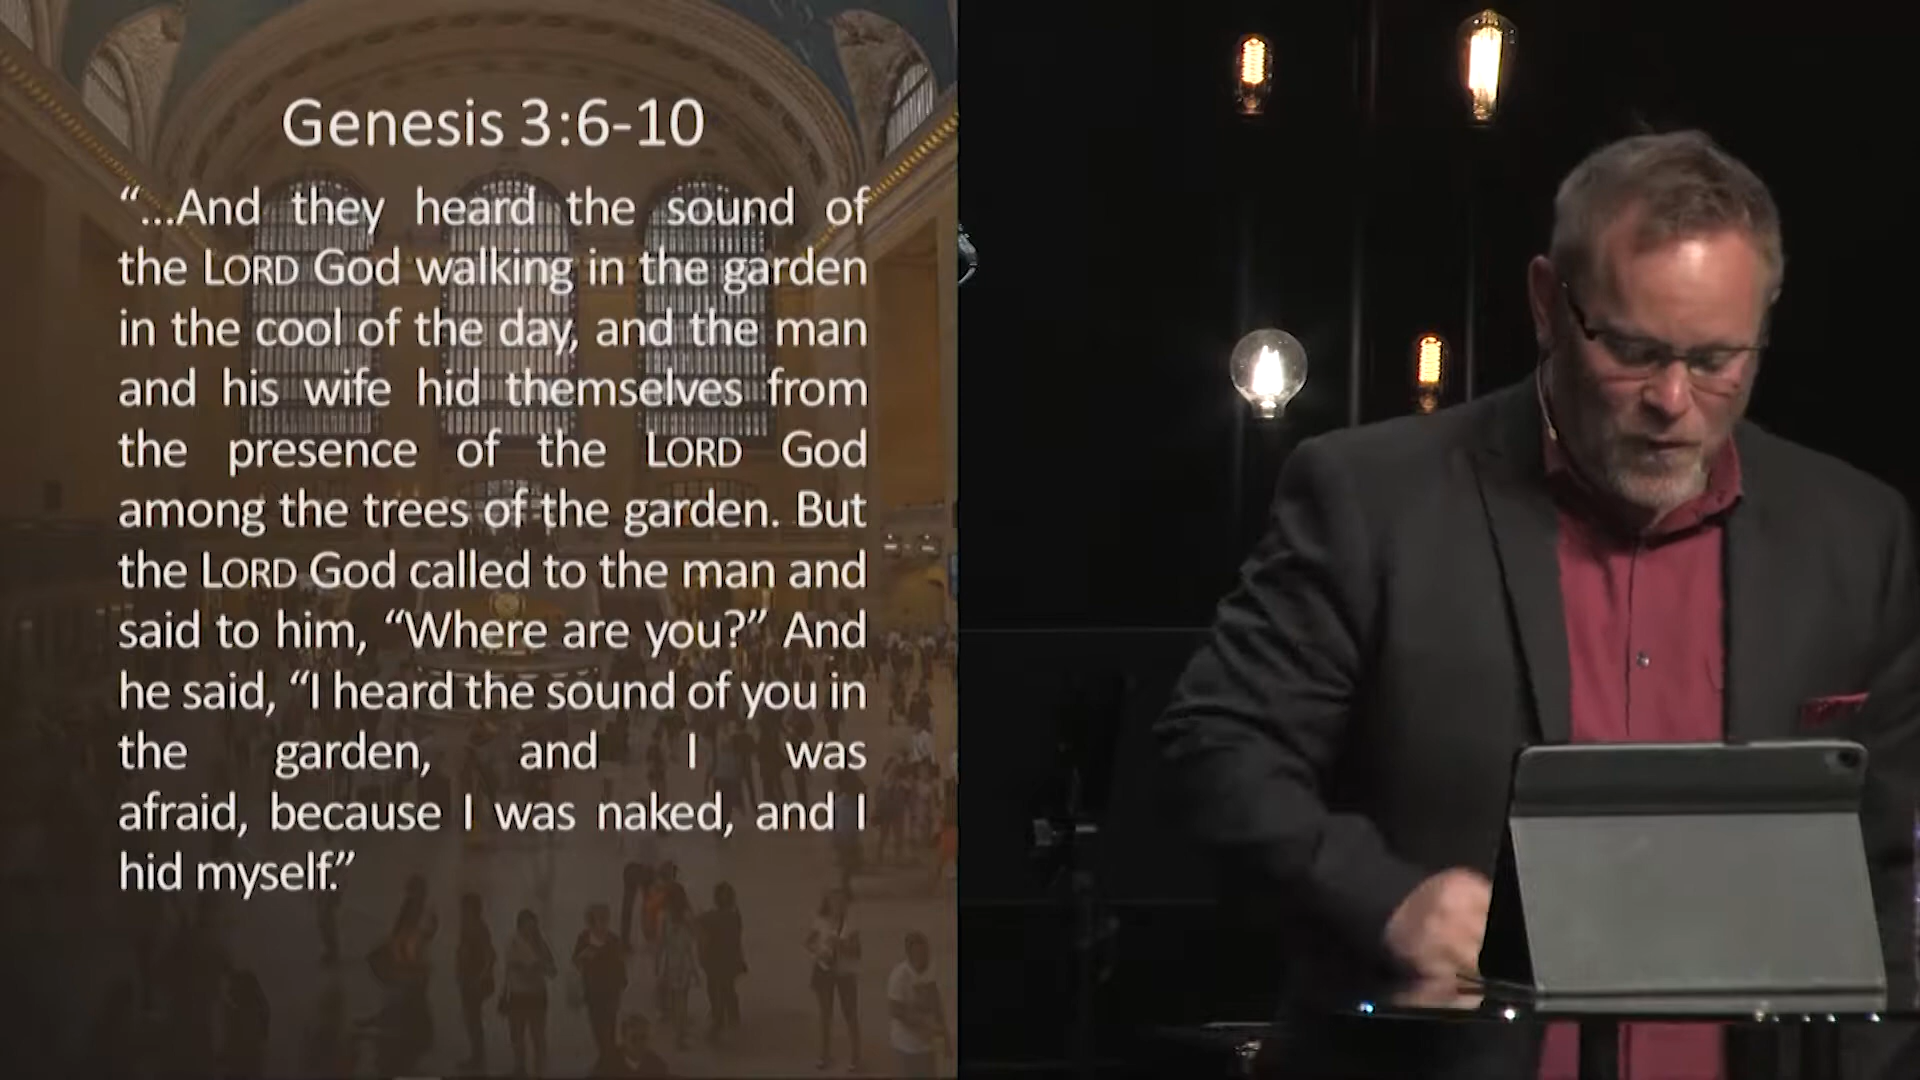 Genesis 3:6-10
“...And they heard the sound of
the LORD God walking in the garden
in the cool of the day, and the man
and his wife hid themselves from
the presence of the LORD God
among the trees of the garden. But
the LORD God called to the man and
said to him, “Where are you?” And
he said, “I heard the sound of you in
the garden, and I was
afraid, because I was naked, and I
hid myself.”